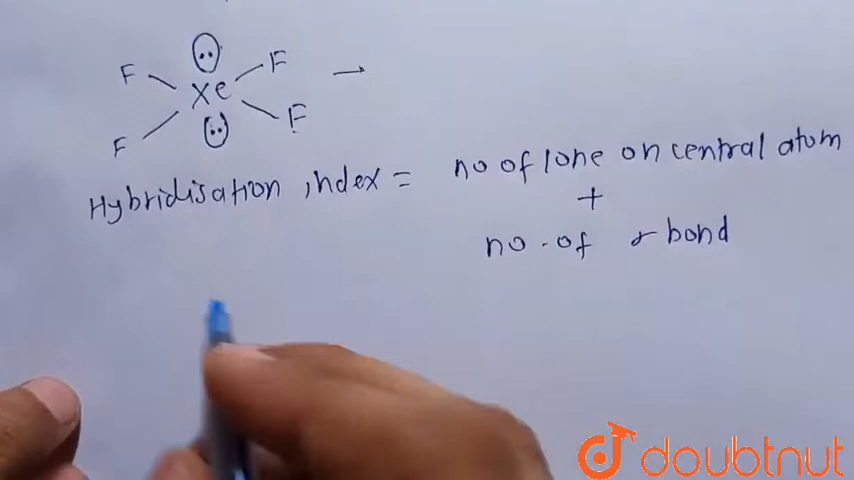 F Xe F →
F F
Hybridisation index = no of lone on central atom
+
no. of σ bond
doubtnut